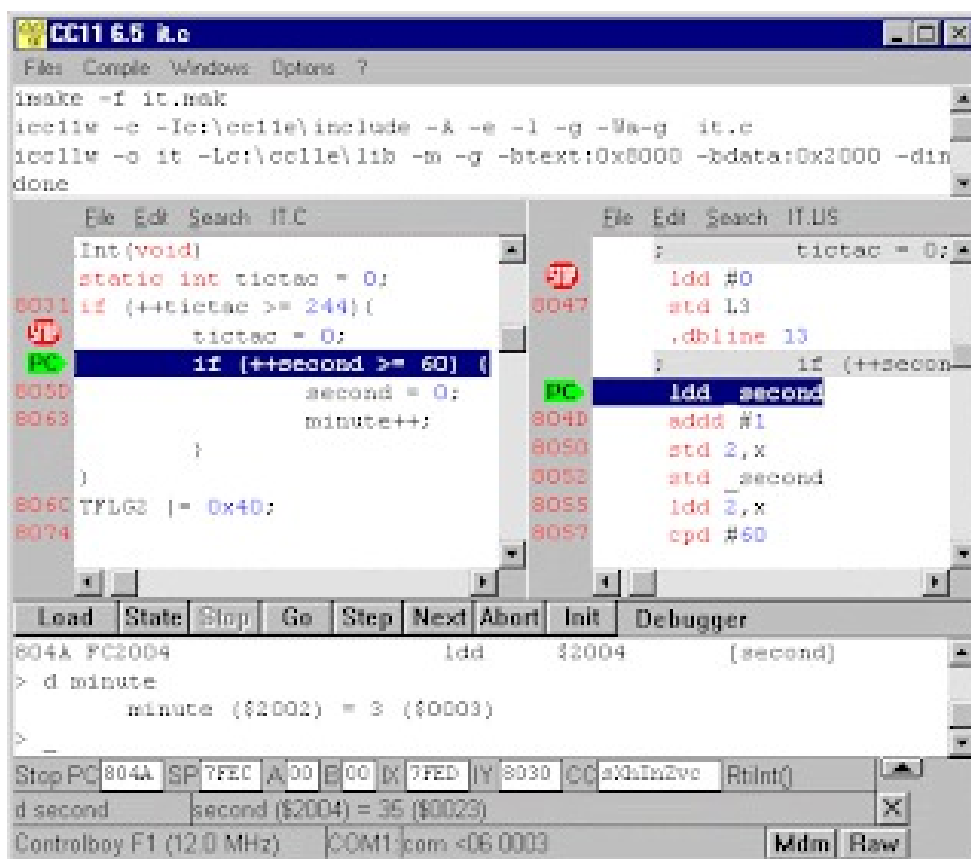 CC11 6.5 it.c
Files Compile Windows Options ?
imake -f it.mak
icc11w -c -Ic:\cc11e\include -A -e -l -g -Wa-g it.c
icc11w -o it -Lc:\cc11e\lib -m -g -btext:0x8000 -bdata:0x2000 -din
done
File Edit Search IT.C
Int(void)
static int tictac = 0;
8031 if (++tictac >= 244){
tictac = 0;
PC if (++second >= 60) {
805D second = 0;
8063 minute++;
}
}
806C TFLG2 |= 0x40;
8074
File Edit Search IT.LIS
; tictac = 0;
ldd #0
8047 std L3
.dbline 13
; if (++secon
PC ldd _second
804D addd #1
8050 std 2,x
8052 std _second
8055 ldd 2,x
8057 cpd #60
Load State Stop Go Step Next Abort Init Debugger
804A FC2004 ldd $2004 [second]
> d minute
minute ($2002) = 3 ($0003)
> _
Stop PC 804A SP 7FEC A 00 B 00 IX 7FED IY 8030 CC sXhInZvc RtiInt()
d second second ($2004) = 35 ($0023)
Controlboy F1 (12.0 MHz) COM1: com <06 0003 Mdm Raw